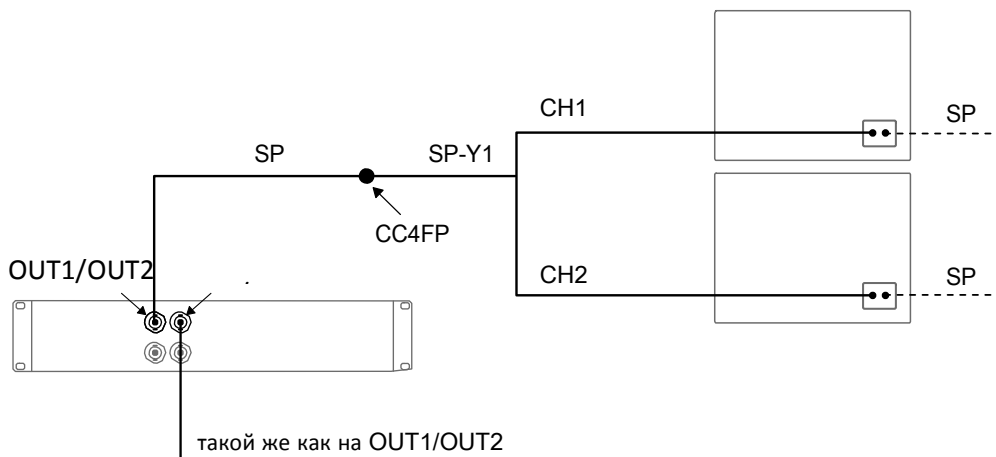 CH1
SP
SP
SP-Y1
CC4FP
OUT1/OUT2
CH2
SP
такой же как на OUT1/OUT2